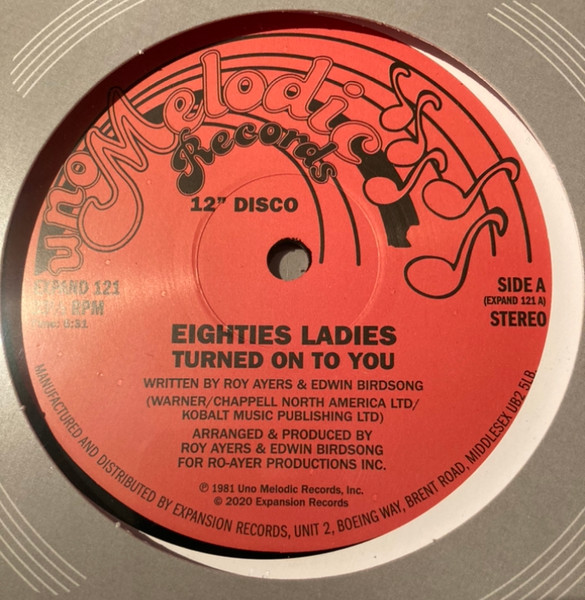 uno Melodic
Records
12" DISCO
EXPAND 121
RPM
SIDE A
(EXPAND 121 A)
STEREO
EIGHTIES LADIES
TURNED ON TO YOU
WRITTEN BY ROY AYERS & EDWIN BIRDSONG
(WARNER/CHAPPELL NORTH AMERICA LTD/
KOBALT MUSIC PUBLISHING LTD)
ARRANGED & PRODUCED BY
ROY AYERS & EDWIN BIRDSONG
FOR RO-AYER PRODUCTIONS INC.
℗ 1981 Uno Melodic Records, Inc.
© 2020 Expansion Records
MANUFACTURED AND DISTRIBUTED BY EXPANSION RECORDS, UNIT 2, BOEING WAY, BRENT ROAD, MIDDLESEX UB2 5LB.